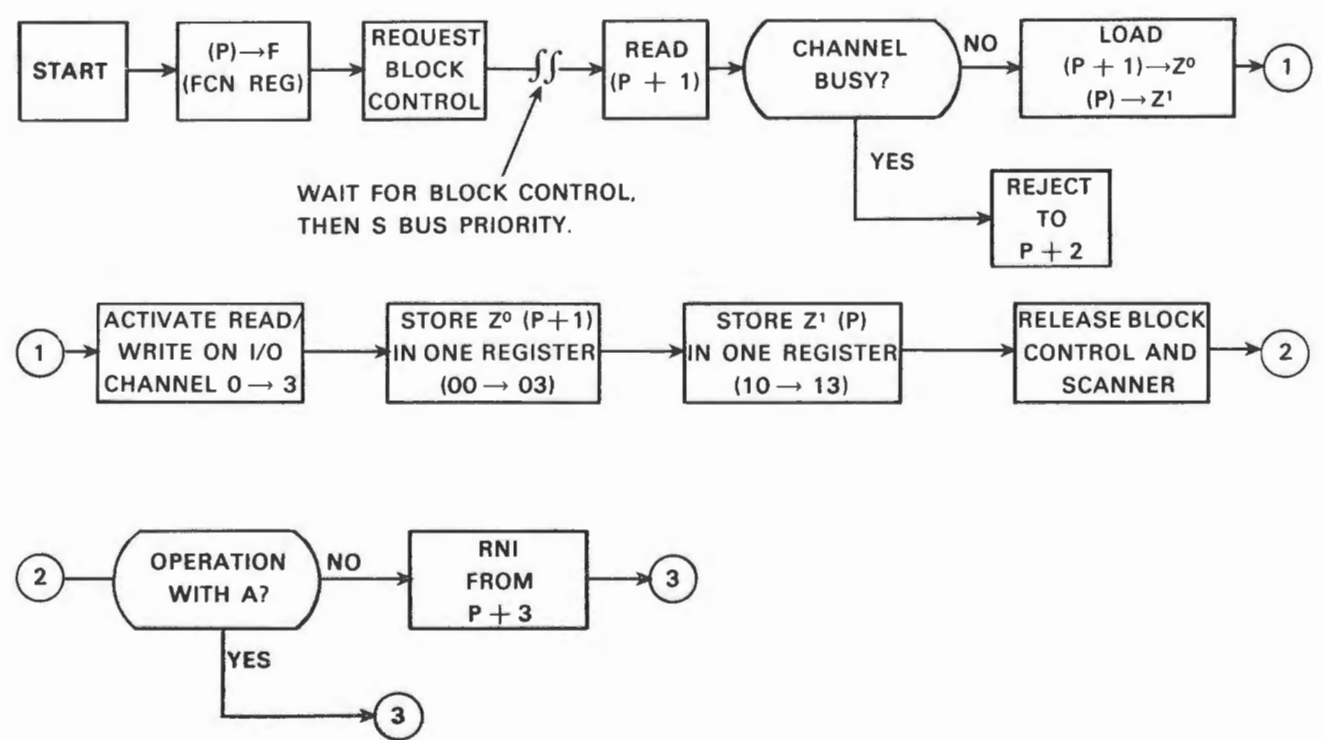 START
(P)→F
(FCN REG)
REQUEST
BLOCK
CONTROL
∫∫
WAIT FOR BLOCK CONTROL,
THEN S BUS PRIORITY.
READ
(P + 1)
CHANNEL
BUSY?
NO
LOAD
(P + 1)→Z⁰
(P)→Z¹
1
YES
REJECT
TO
P + 2
1
ACTIVATE READ/
WRITE ON I/O
CHANNEL 0 → 3
STORE Z⁰ (P+1)
IN ONE REGISTER
(00 → 03)
STORE Z¹ (P)
IN ONE REGISTER
(10 → 13)
RELEASE BLOCK
CONTROL AND
SCANNER
2
2
OPERATION
WITH A?
NO
RNI
FROM
P + 3
3
YES
3